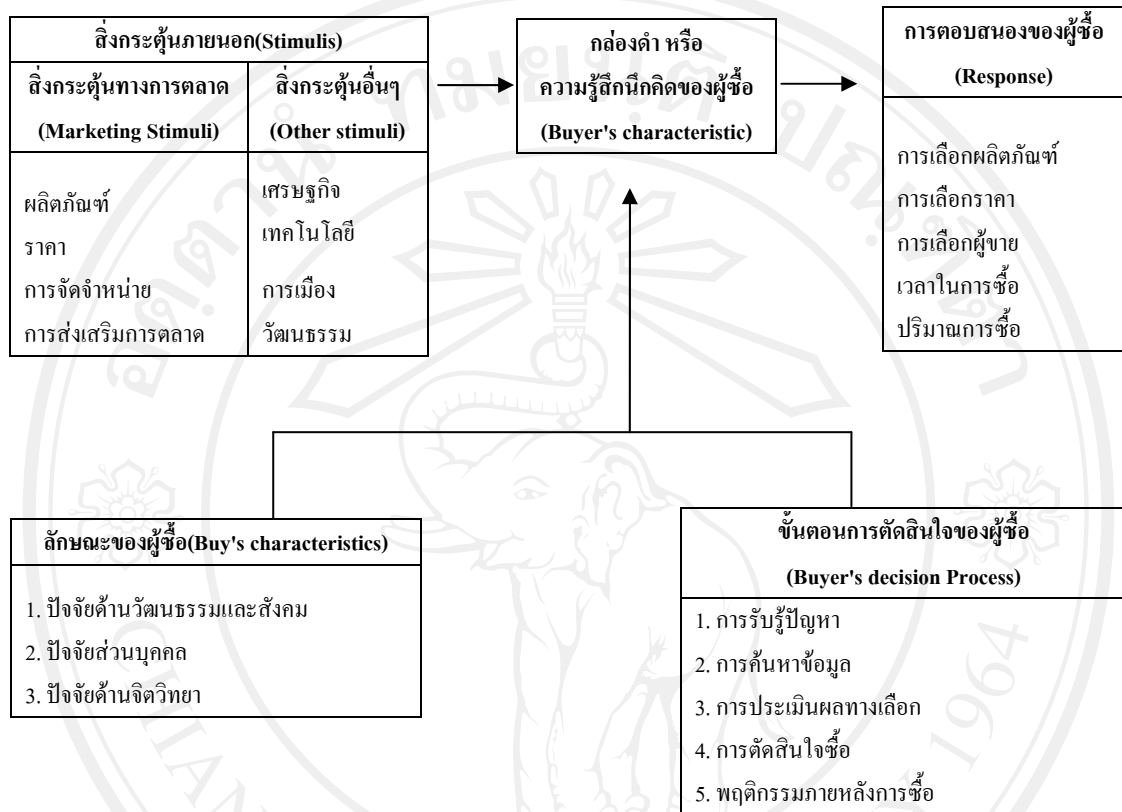 สิ่งกระตุ้นภายนอก(Stimulis)
สิ่งกระตุ้นทางการตลาด
(Marketing Stimuli)
สิ่งกระตุ้นอื่นๆ
(Other stimuli)
ผลิตภัณฑ์
ราคา
การจัดจำหน่าย
การส่งเสริมการตลาด
เศรษฐกิจ
เทคโนโลยี
การเมือง
วัฒนธรรม
กล่องดำ หรือ
ความรู้สึกนึกคิดของผู้ซื้อ
(Buyer's characteristic)
การตอบสนองของผู้ซื้อ
(Response)
การเลือกผลิตภัณฑ์
การเลือกราคา
การเลือกผู้ขาย
เวลาในการซื้อ
ปริมาณการซื้อ
ลักษณะของผู้ซื้อ(Buy's characteristics)
1. ปัจจัยด้านวัฒนธรรมและสังคม
2. ปัจจัยส่วนบุคคล
3. ปัจจัยด้านจิตวิทยา
ขั้นตอนการตัดสินใจของผู้ซื้อ
(Buyer's decision Process)
1. การรับรู้ปัญหา
2. การค้นหาข้อมูล
3. การประเมินผลทางเลือก
4. การตัดสินใจซื้อ
5. พฤติกรรมภายหลังการซื้อ
1964